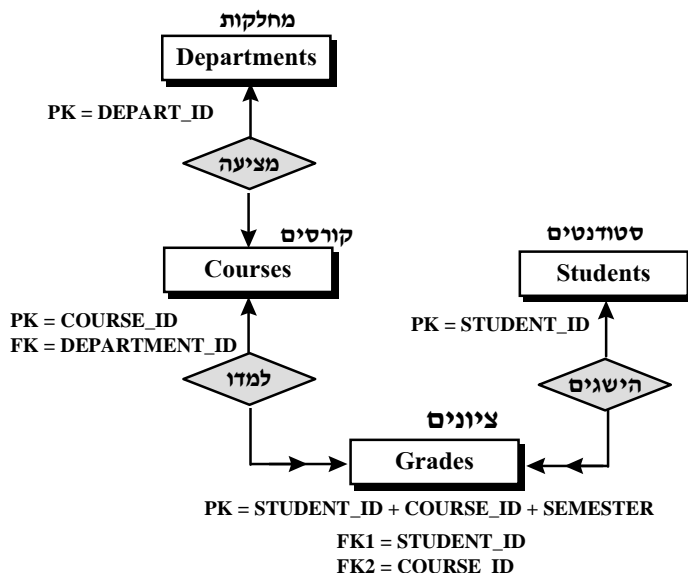 מחלקות
Departments
PK = DEPART_ID
מציעה
קורסים
Courses
PK = COURSE_ID
FK = DEPARTMENT_ID
למדו
סטודנטים
Students
PK = STUDENT_ID
הישגים
ציונים
Grades
PK = STUDENT_ID + COURSE_ID + SEMESTER
FK1 = STUDENT_ID
FK2 = COURSE_ID